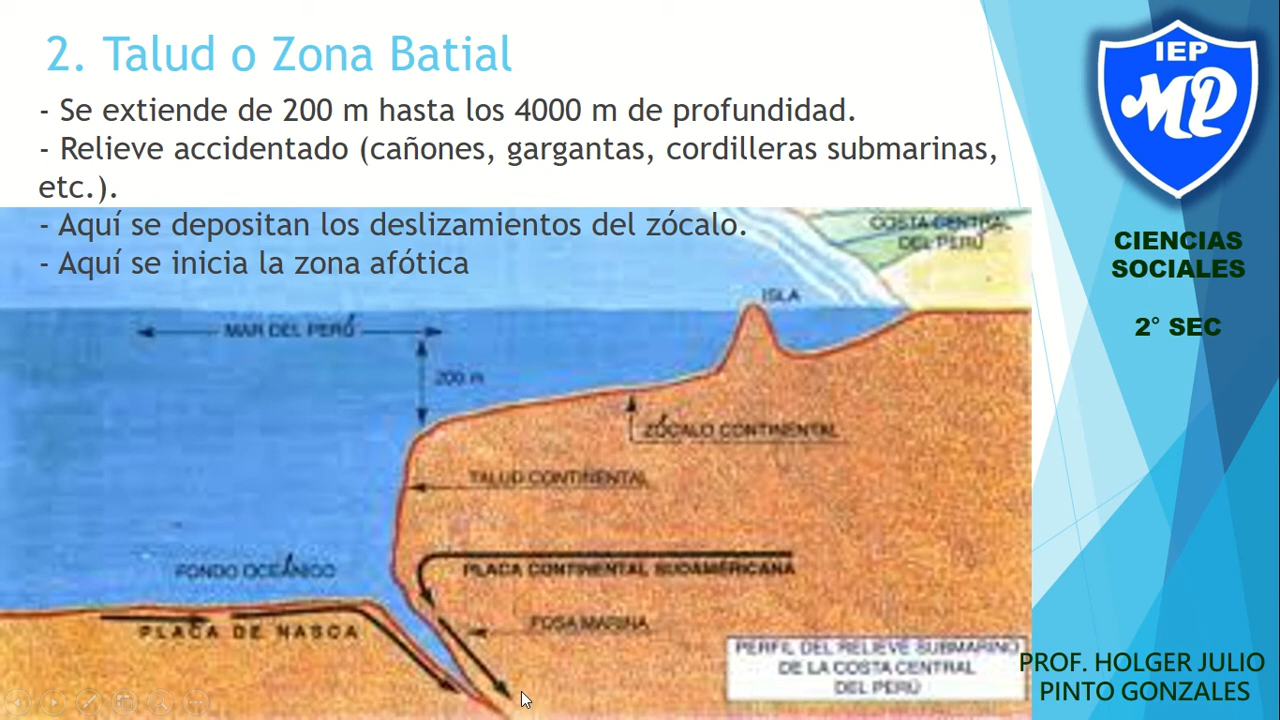 2. Talud o Zona Batial
- Se extiende de 200 m hasta los 4000 m de profundidad.
- Relieve accidentado (cañones, gargantas, cordilleras submarinas,
etc.).
- Aquí se depositan los deslizamientos del zócalo.
- Aquí se inicia la zona afótica
COSTA CENTRAL
DEL PERÚ
ISLA
MAR DEL PERÚ
200 m
ZÓCALO CONTINENTAL
TALUD CONTINENTAL
FONDO OCEÁNICO
PLACA CONTINENTAL SUDAMÉRICANA
PLACA DE NASCA
FOSA MARINA
PERFIL DEL RELIEVE SUBMARINO
DE LA COSTA CENTRAL
DEL PERÚ
IEP
MP
CIENCIAS
SOCIALES
2° SEC
PROF. HOLGER JULIO
PINTO GONZALES